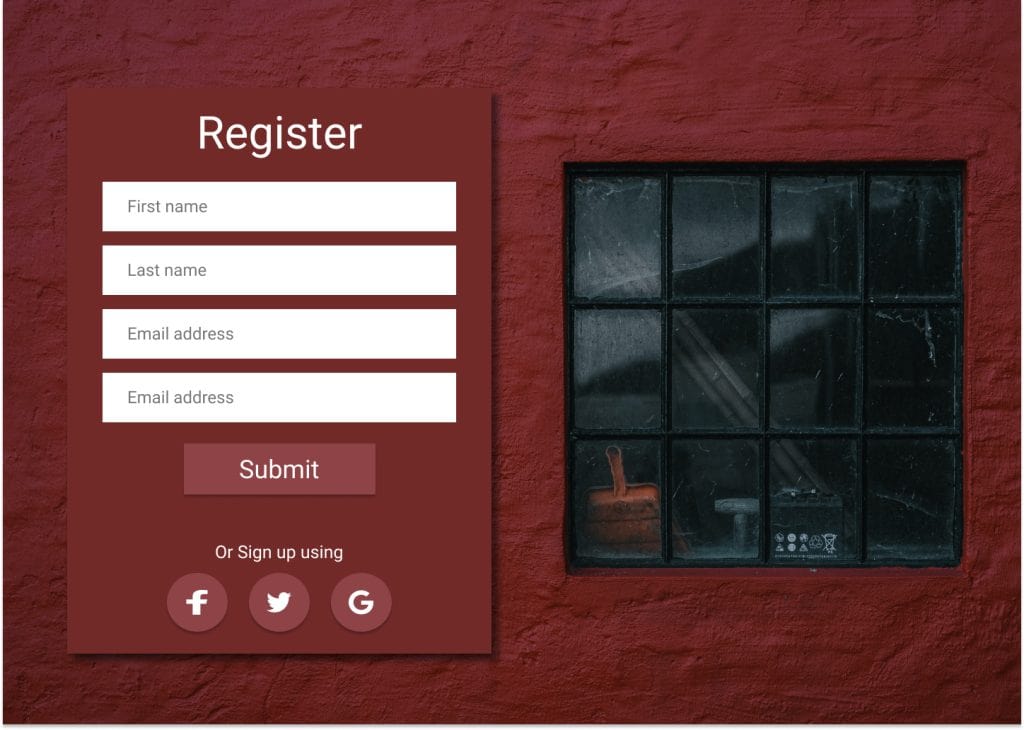 Register
First name
Last name
Email address
Email address
Submit
Or Sign up using